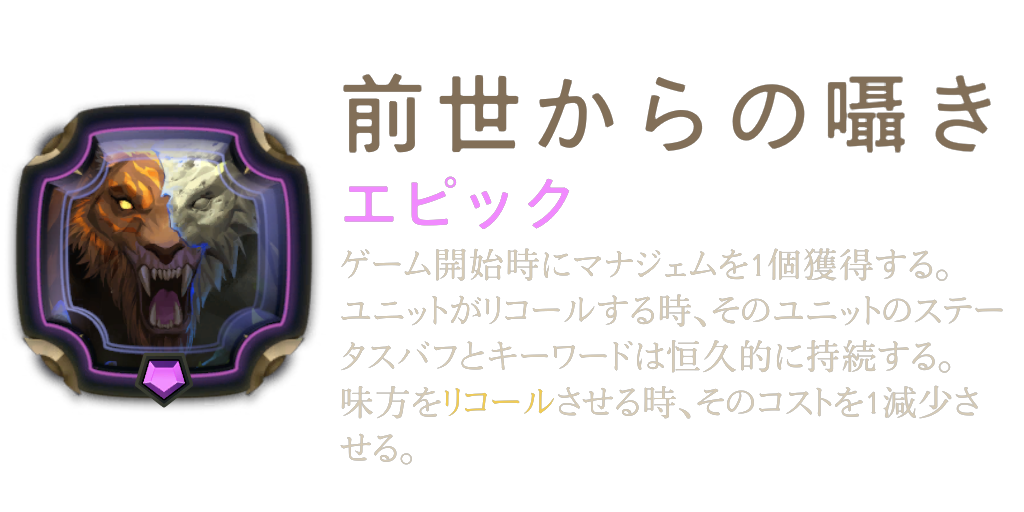 前世からの囁き
エピック
ゲーム開始時にマナジェムを1個獲得する。
ユニットがリコールする時、そのユニットのステー
タスバフとキーワードは恒久的に持続する。
味方をリコールさせる時、そのコストを1減少さ
せる。